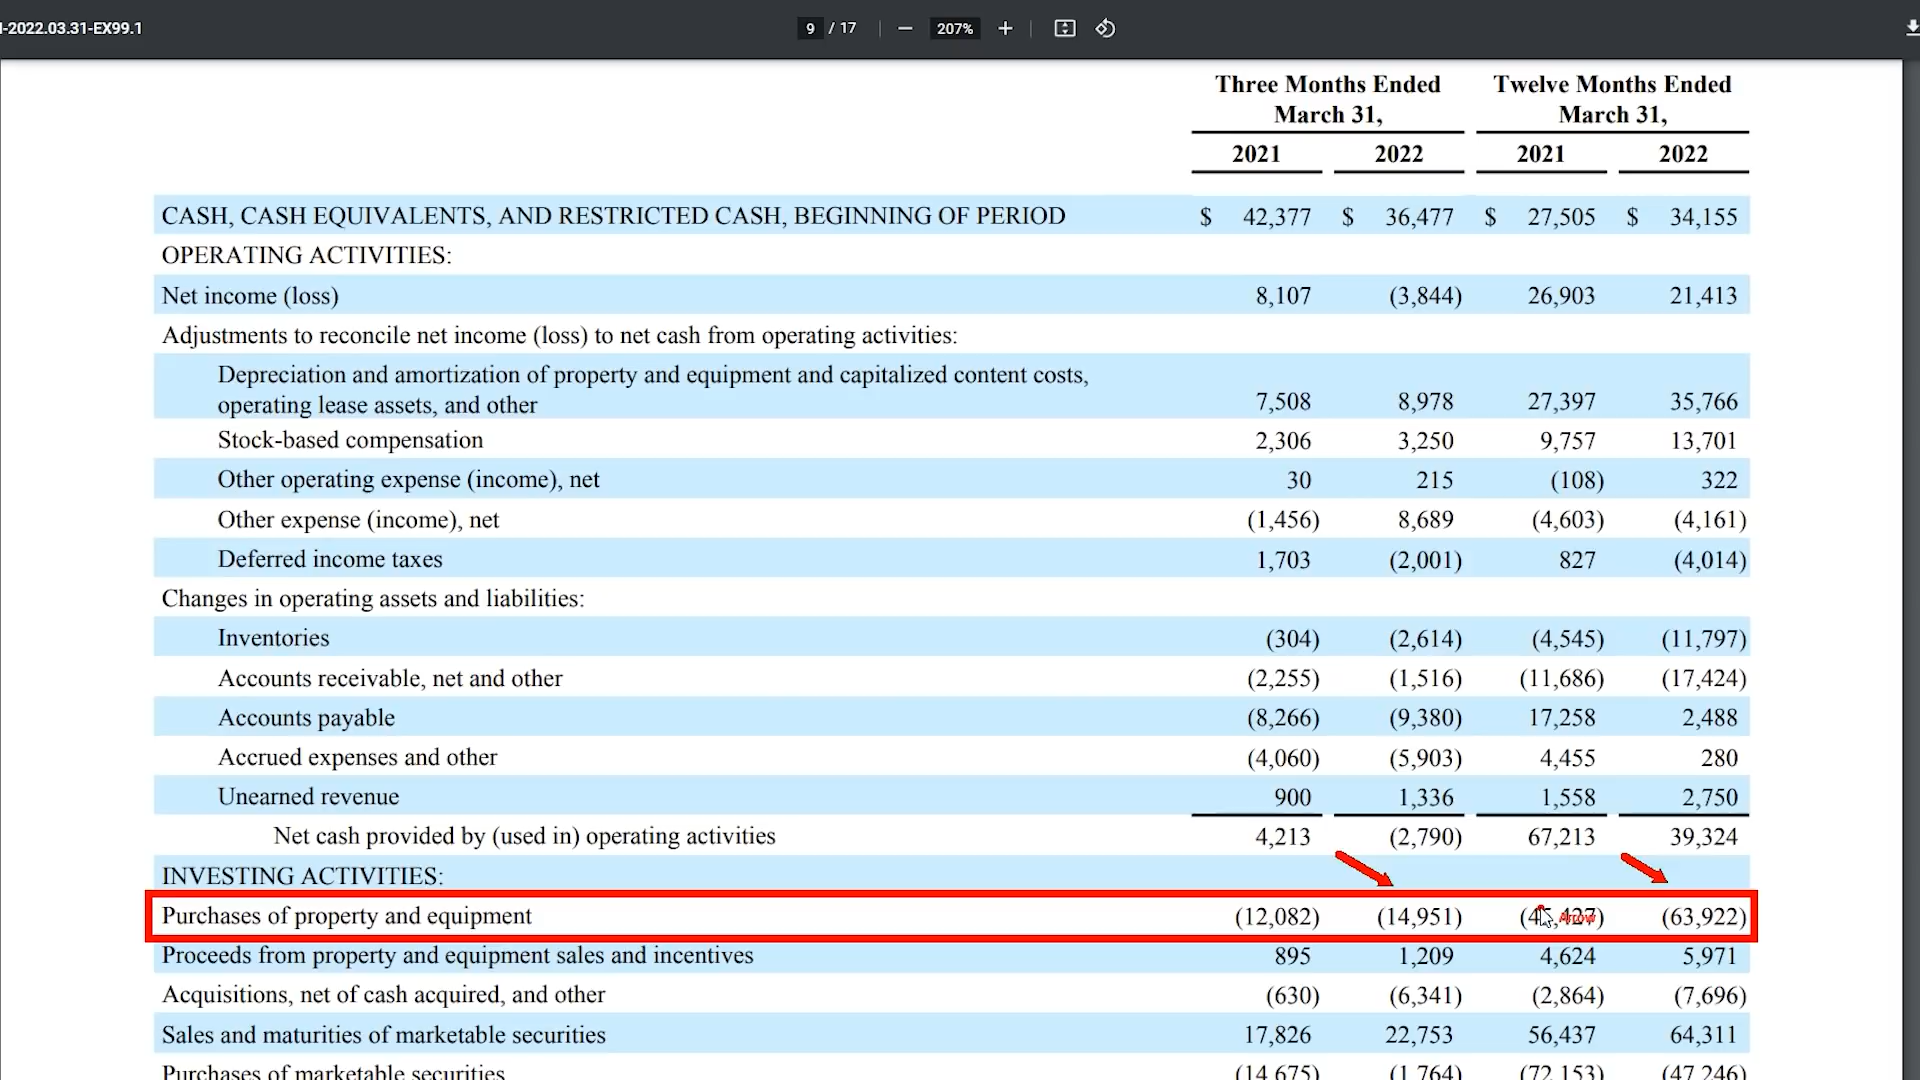 I-2022.03.31-EX99.1 9 / 17 207%
Three Months Ended March 31, Twelve Months Ended March 31,
2021 2022 2021 2022
CASH, CASH EQUIVALENTS, AND RESTRICTED CASH, BEGINNING OF PERIOD $ 42,377 $ 36,477 $ 27,505 $ 34,155
OPERATING ACTIVITIES:
Net income (loss) 8,107 (3,844) 26,903 21,413
Adjustments to reconcile net income (loss) to net cash from operating activities:
Depreciation and amortization of property and equipment and capitalized content costs,
operating lease assets, and other 7,508 8,978 27,397 35,766
Stock-based compensation 2,306 3,250 9,757 13,701
Other operating expense (income), net 30 215 (108) 322
Other expense (income), net (1,456) 8,689 (4,603) (4,161)
Deferred income taxes 1,703 (2,001) 827 (4,014)
Changes in operating assets and liabilities:
Inventories (304) (2,614) (4,545) (11,797)
Accounts receivable, net and other (2,255) (1,516) (11,686) (17,424)
Accounts payable (8,266) (9,380) 17,258 2,488
Accrued expenses and other (4,060) (5,903) 4,455 280
Unearned revenue 900 1,336 1,558 2,750
Net cash provided by (used in) operating activities 4,213 (2,790) 67,213 39,324
INVESTING ACTIVITIES:
Purchases of property and equipment (12,082) (14,951) Arrow (63,922)
Proceeds from property and equipment sales and incentives 895 1,209 4,624 5,971
Acquisitions, net of cash acquired, and other (630) (6,341) (2,864) (7,696)
Sales and maturities of marketable securities 17,826 22,753 56,437 64,311
Purchases of marketable securities (14,675) (1,764) (72,153) (47,246)